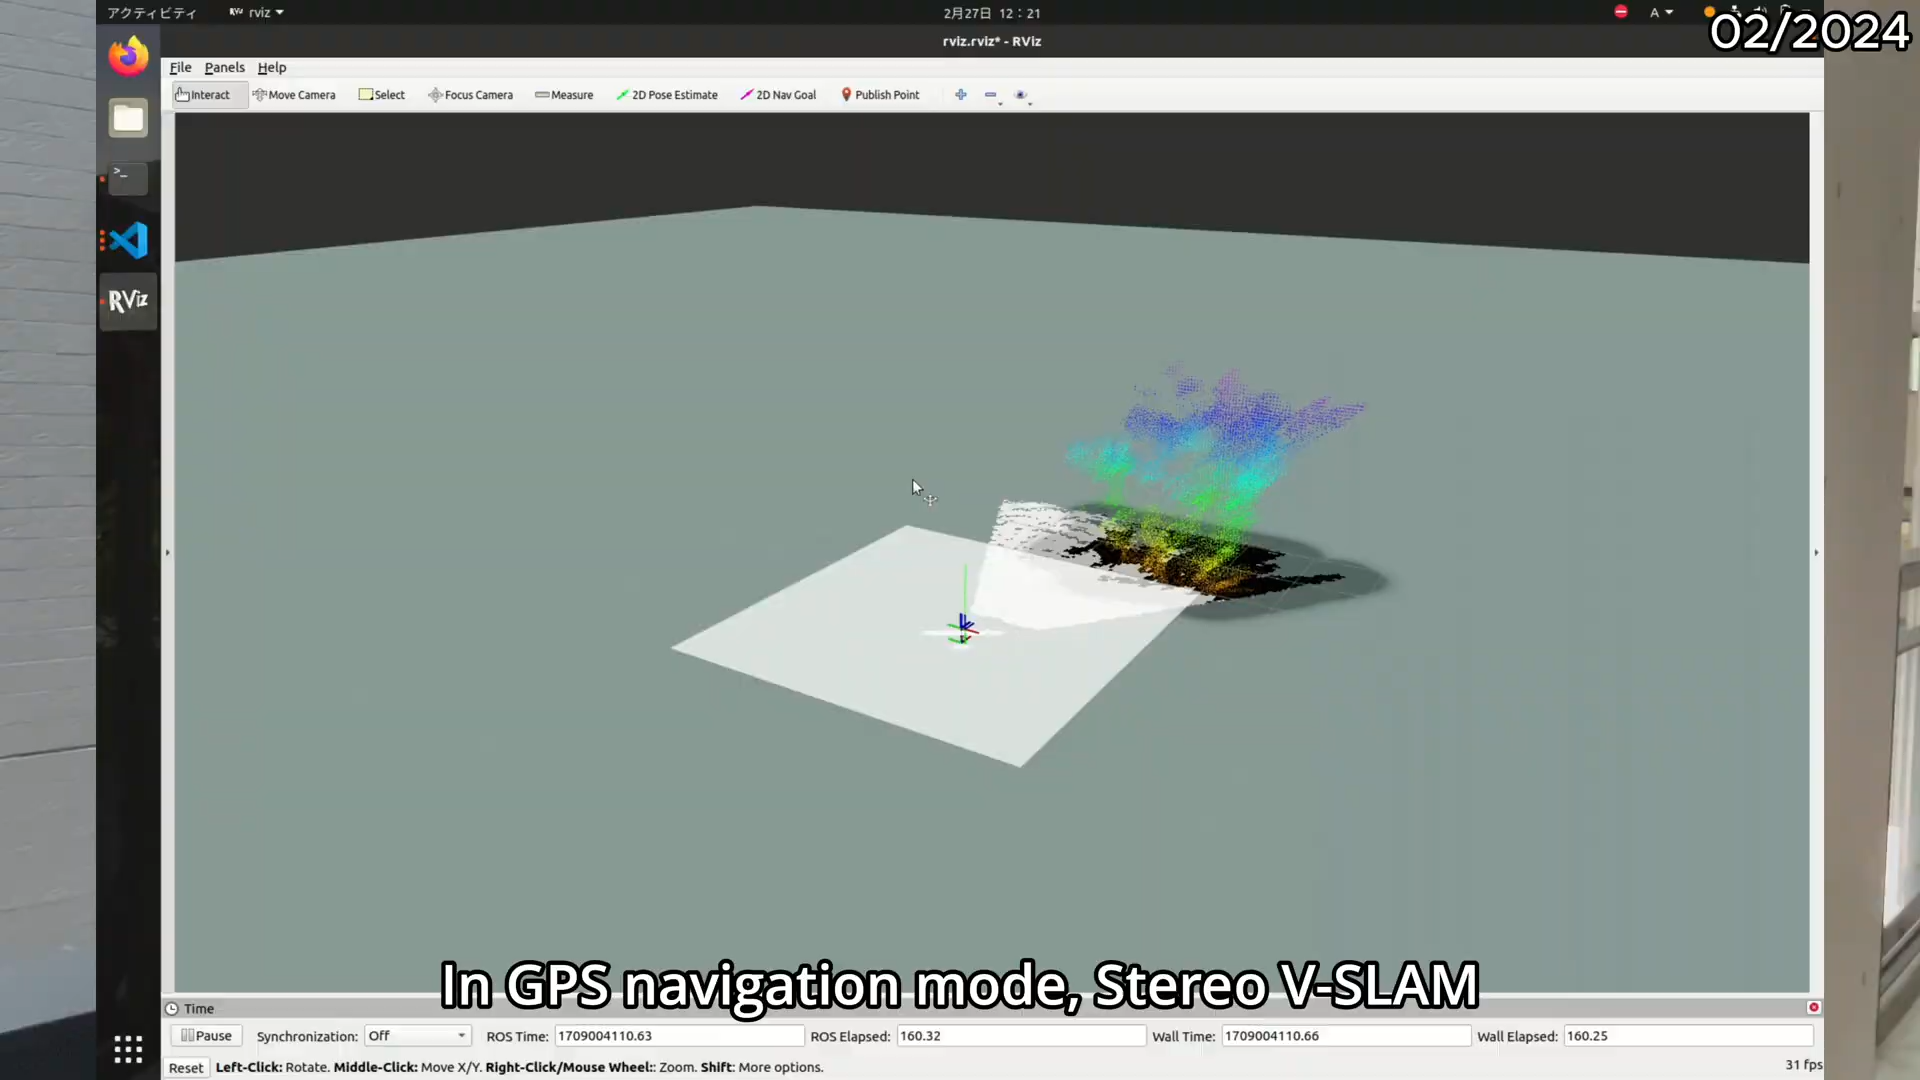 アクティビティ
rviz
2月27日 12：21
A
02/2024
rviz.rviz* - RViz
File Panels Help
Interact Move Camera Select Focus Camera Measure 2D Pose Estimate 2D Nav Goal Publish Point
>_
RViz
In GPS navigation mode, Stereo V-SLAM
Time
Pause Synchronization: Off ROS Time: 1709004110.63 ROS Elapsed: 160.32 Wall Time: 1709004110.66 Wall Elapsed: 160.25
Reset Left-Click: Rotate. Middle-Click: Move X/Y. Right-Click/Mouse Wheel:: Zoom. Shift: More options. 31 fps